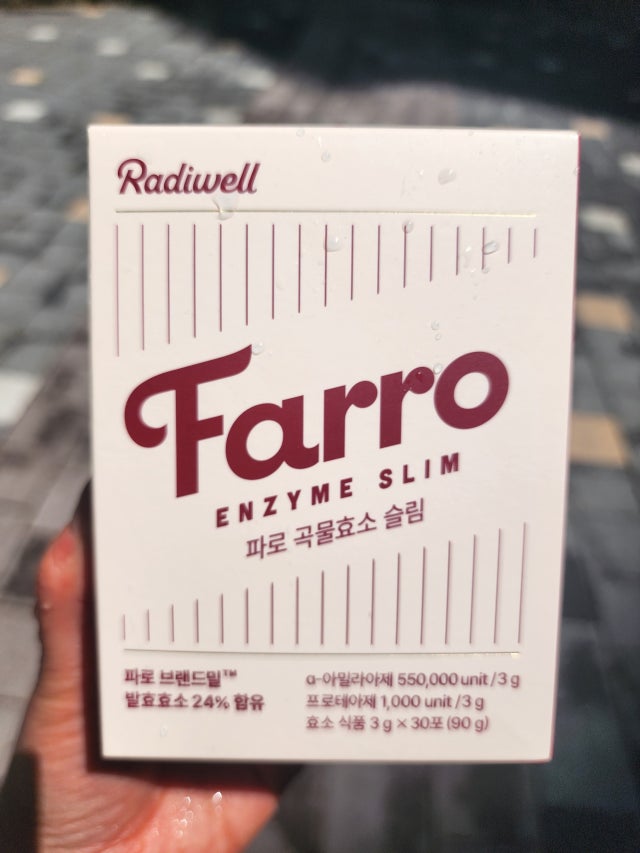 Radiwell
Farro
ENZYME SLIM
파로 곡물효소 슬림
파로 브랜드밀™
발효효소 24% 함유
α-아밀라아제 550,000 unit / 3 g
프로테아제 1,000 unit / 3 g
효소 식품 3 g × 30포 (90 g)